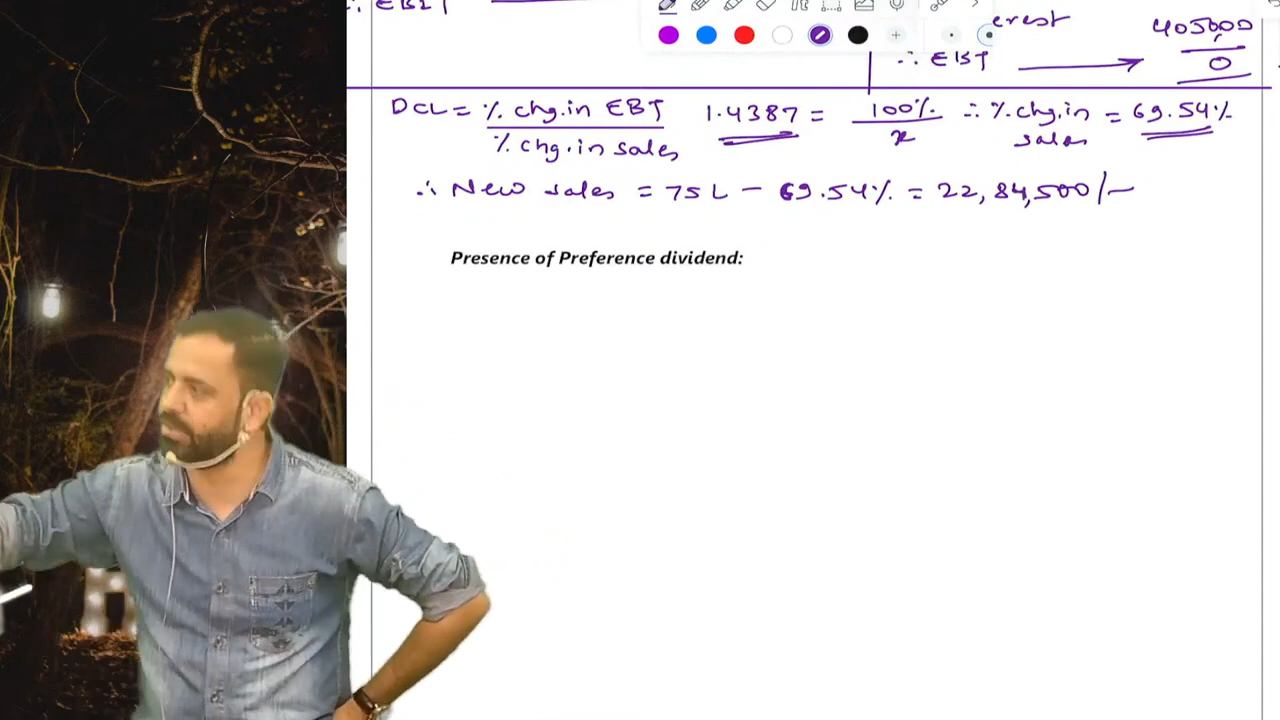 ∴ EBIT
erest 405000
∴ EBT → 0
DCL = % chg.in EBT / % chg.in sales 1.4387 = 100% / x ∴ % chg.in sales = 69.54%
∴ New sales = 75 L – 69.54% = 22,84,500/–
Presence of Preference dividend: